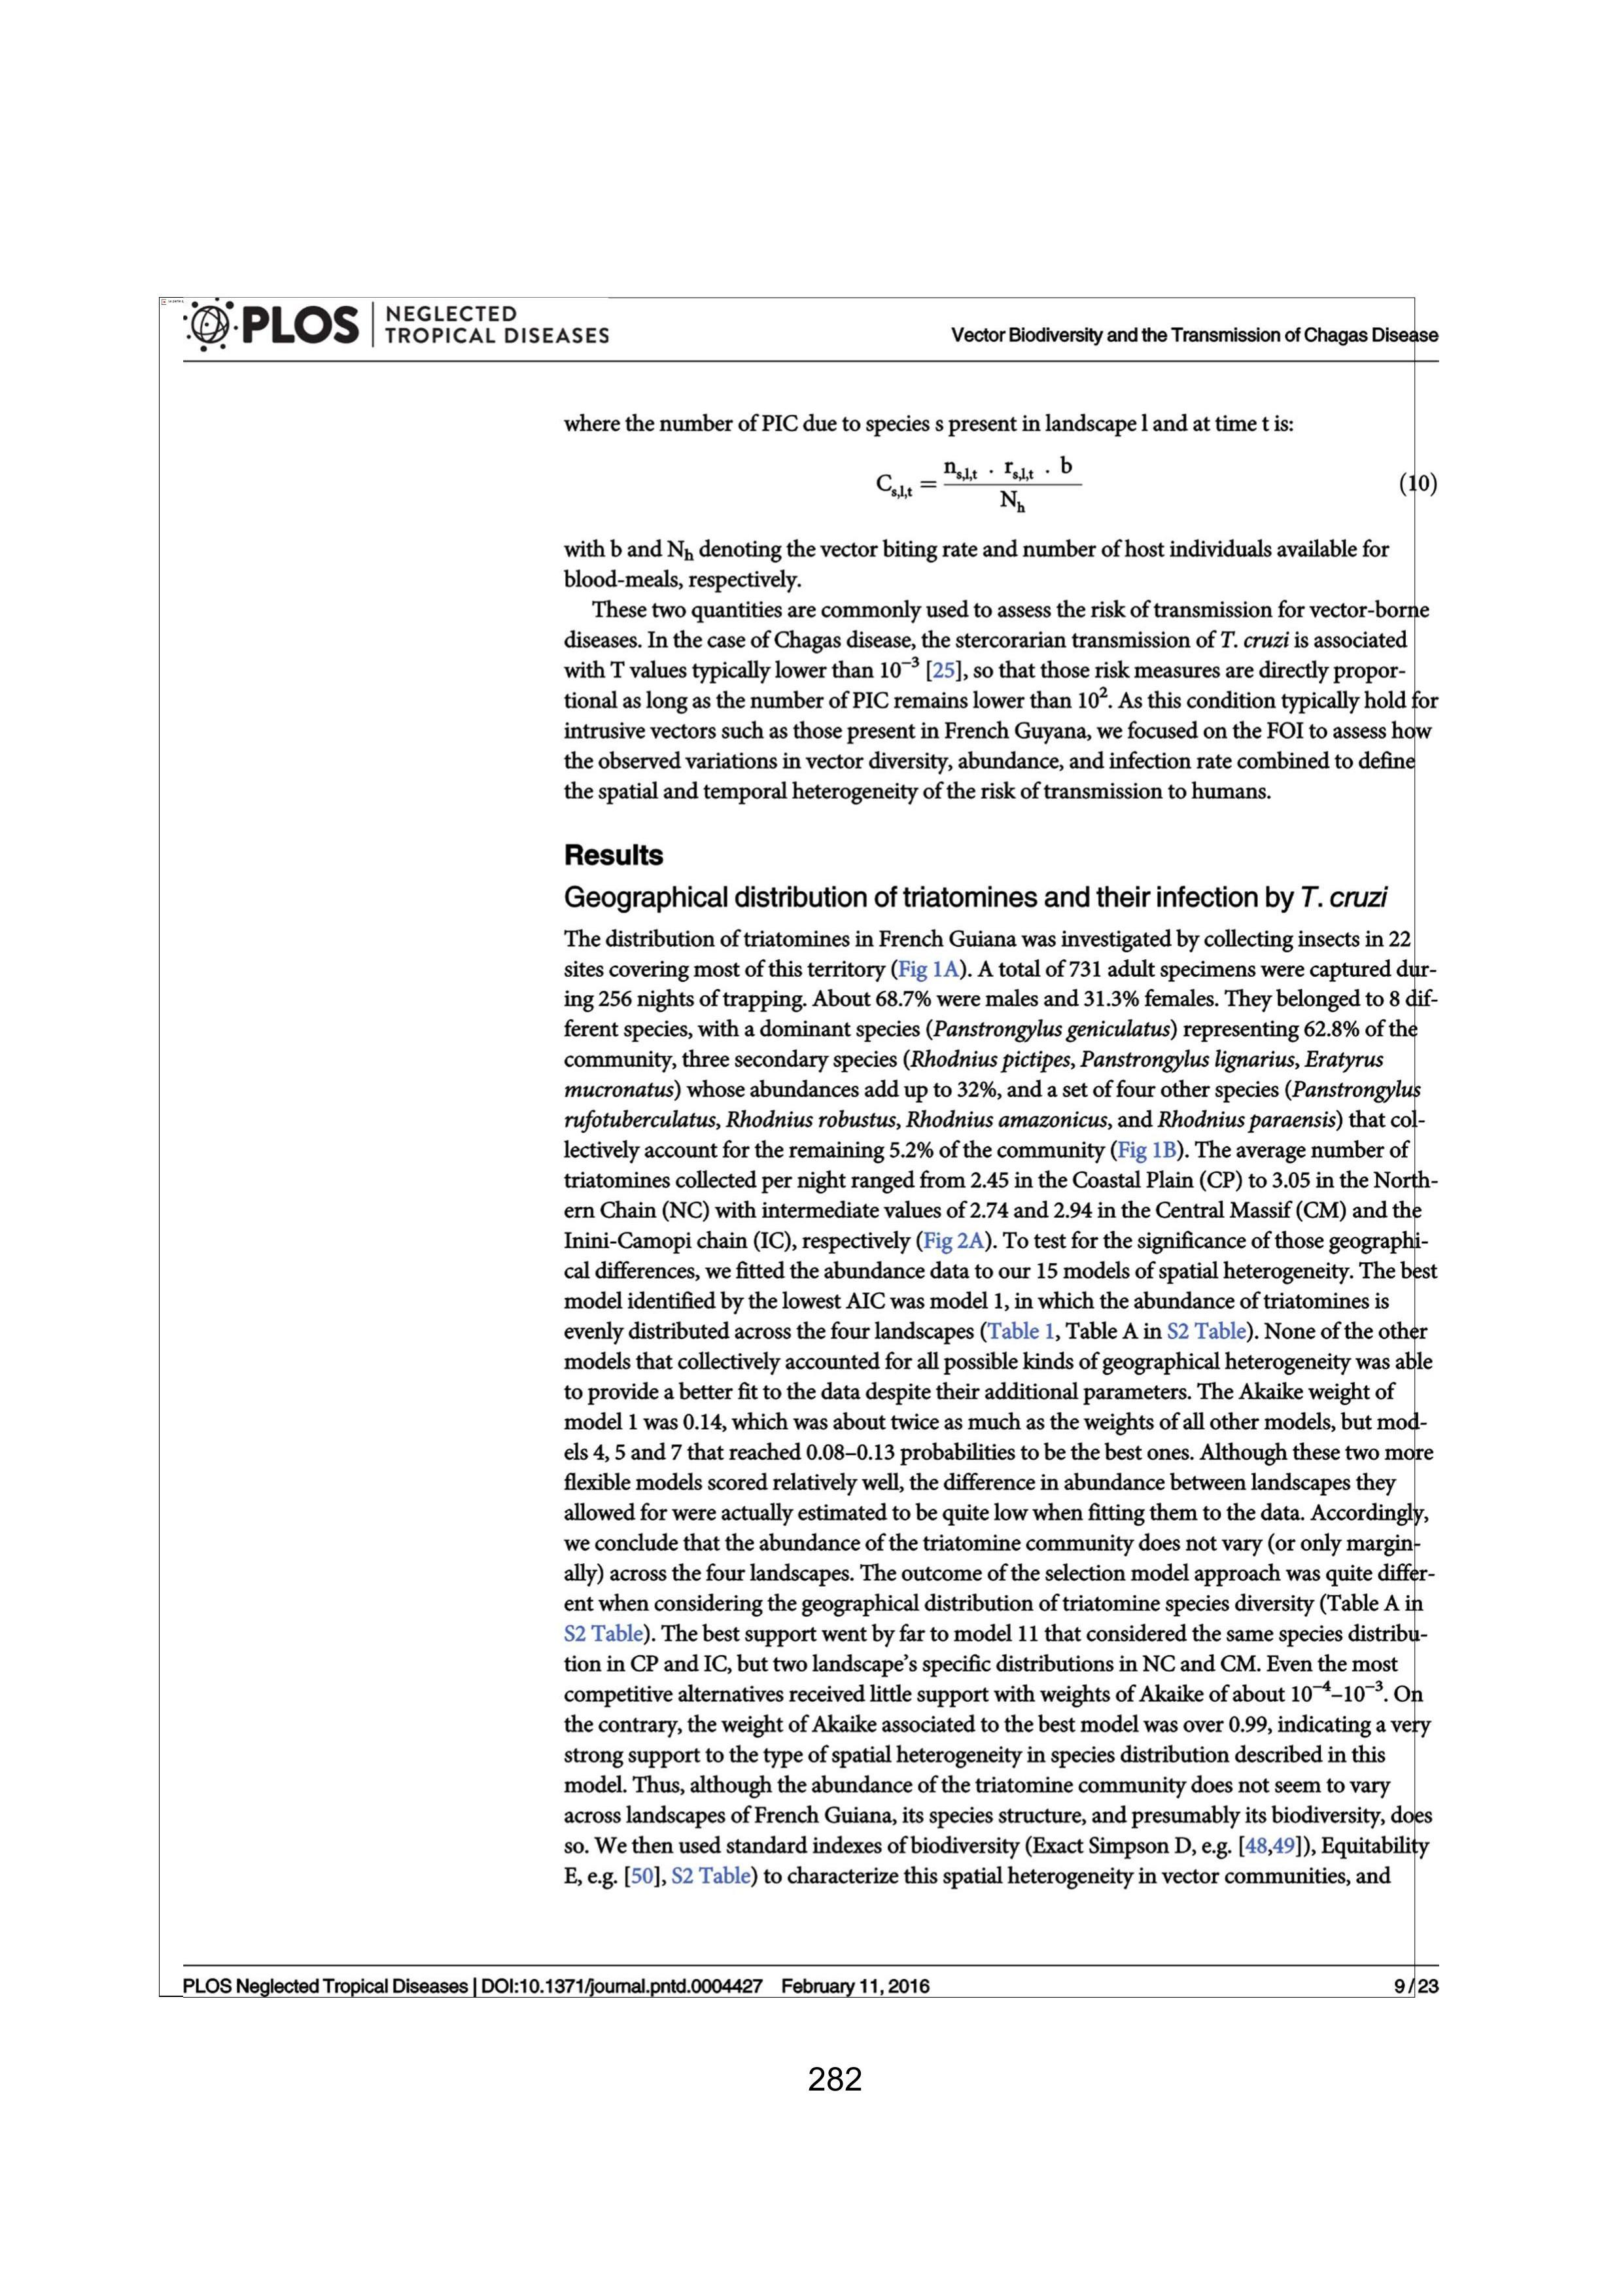 PLOS | NEGLECTED TROPICAL DISEASES
Vector Biodiversity and the Transmission of Chagas Disease
where the number of PIC due to species s present in landscape l and at time t is:
C_{s,l,t} = \frac{n_{s,l,t} \cdot r_{s,l,t} \cdot b}{N_h} (10)
with b and N_h denoting the vector biting rate and number of host individuals available for
blood-meals, respectively.
These two quantities are commonly used to assess the risk of transmission for vector-borne
diseases. In the case of Chagas disease, the stercorarian transmission of T. cruzi is associated
with T values typically lower than 10⁻³ [25], so that those risk measures are directly propor-
tional as long as the number of PIC remains lower than 10². As this condition typically hold for
intrusive vectors such as those present in French Guyana, we focused on the FOI to assess how
the observed variations in vector diversity, abundance, and infection rate combined to define
the spatial and temporal heterogeneity of the risk of transmission to humans.
Results
Geographical distribution of triatomines and their infection by T. cruzi
The distribution of triatomines in French Guiana was investigated by collecting insects in 22
sites covering most of this territory (Fig 1A). A total of 731 adult specimens were captured dur-
ing 256 nights of trapping. About 68.7% were males and 31.3% females. They belonged to 8 dif-
ferent species, with a dominant species (Panstrongylus geniculatus) representing 62.8% of the
community, three secondary species (Rhodnius pictipes, Panstrongylus lignarius, Eratyrus
mucronatus) whose abundances add up to 32%, and a set of four other species (Panstrongylus
rufotuberculatus, Rhodnius robustus, Rhodnius amazonicus, and Rhodnius paraensis) that col-
lectively account for the remaining 5.2% of the community (Fig 1B). The average number of
triatomines collected per night ranged from 2.45 in the Coastal Plain (CP) to 3.05 in the North-
ern Chain (NC) with intermediate values of 2.74 and 2.94 in the Central Massif (CM) and the
Inini-Camopi chain (IC), respectively (Fig 2A). To test for the significance of those geographi-
cal differences, we fitted the abundance data to our 15 models of spatial heterogeneity. The best
model identified by the lowest AIC was model 1, in which the abundance of triatomines is
evenly distributed across the four landscapes (Table 1, Table A in S2 Table). None of the other
models that collectively accounted for all possible kinds of geographical heterogeneity was able
to provide a better fit to the data despite their additional parameters. The Akaike weight of
model 1 was 0.14, which was about twice as much as the weights of all other models, but mod-
els 4, 5 and 7 that reached 0.08–0.13 probabilities to be the best ones. Although these two more
flexible models scored relatively well, the difference in abundance between landscapes they
allowed for were actually estimated to be quite low when fitting them to the data. Accordingly,
we conclude that the abundance of the triatomine community does not vary (or only margin-
ally) across the four landscapes. The outcome of the selection model approach was quite differ-
ent when considering the geographical distribution of triatomine species diversity (Table A in
S2 Table). The best support went by far to model 11 that considered the same species distribu-
tion in CP and IC, but two landscape's specific distributions in NC and CM. Even the most
competitive alternatives received little support with weights of Akaike of about 10⁻⁴–10⁻³. On
the contrary, the weight of Akaike associated to the best model was over 0.99, indicating a very
strong support to the type of spatial heterogeneity in species distribution described in this
model. Thus, although the abundance of the triatomine community does not seem to vary
across landscapes of French Guiana, its species structure, and presumably its biodiversity, does
so. We then used standard indexes of biodiversity (Exact Simpson D, e.g. [48,49]), Equitability
E, e.g. [50], S2 Table) to characterize this spatial heterogeneity in vector communities, and
PLOS Neglected Tropical Diseases | DOI:10.1371/journal.pntd.0004427 February 11, 2016
9 / 23
282